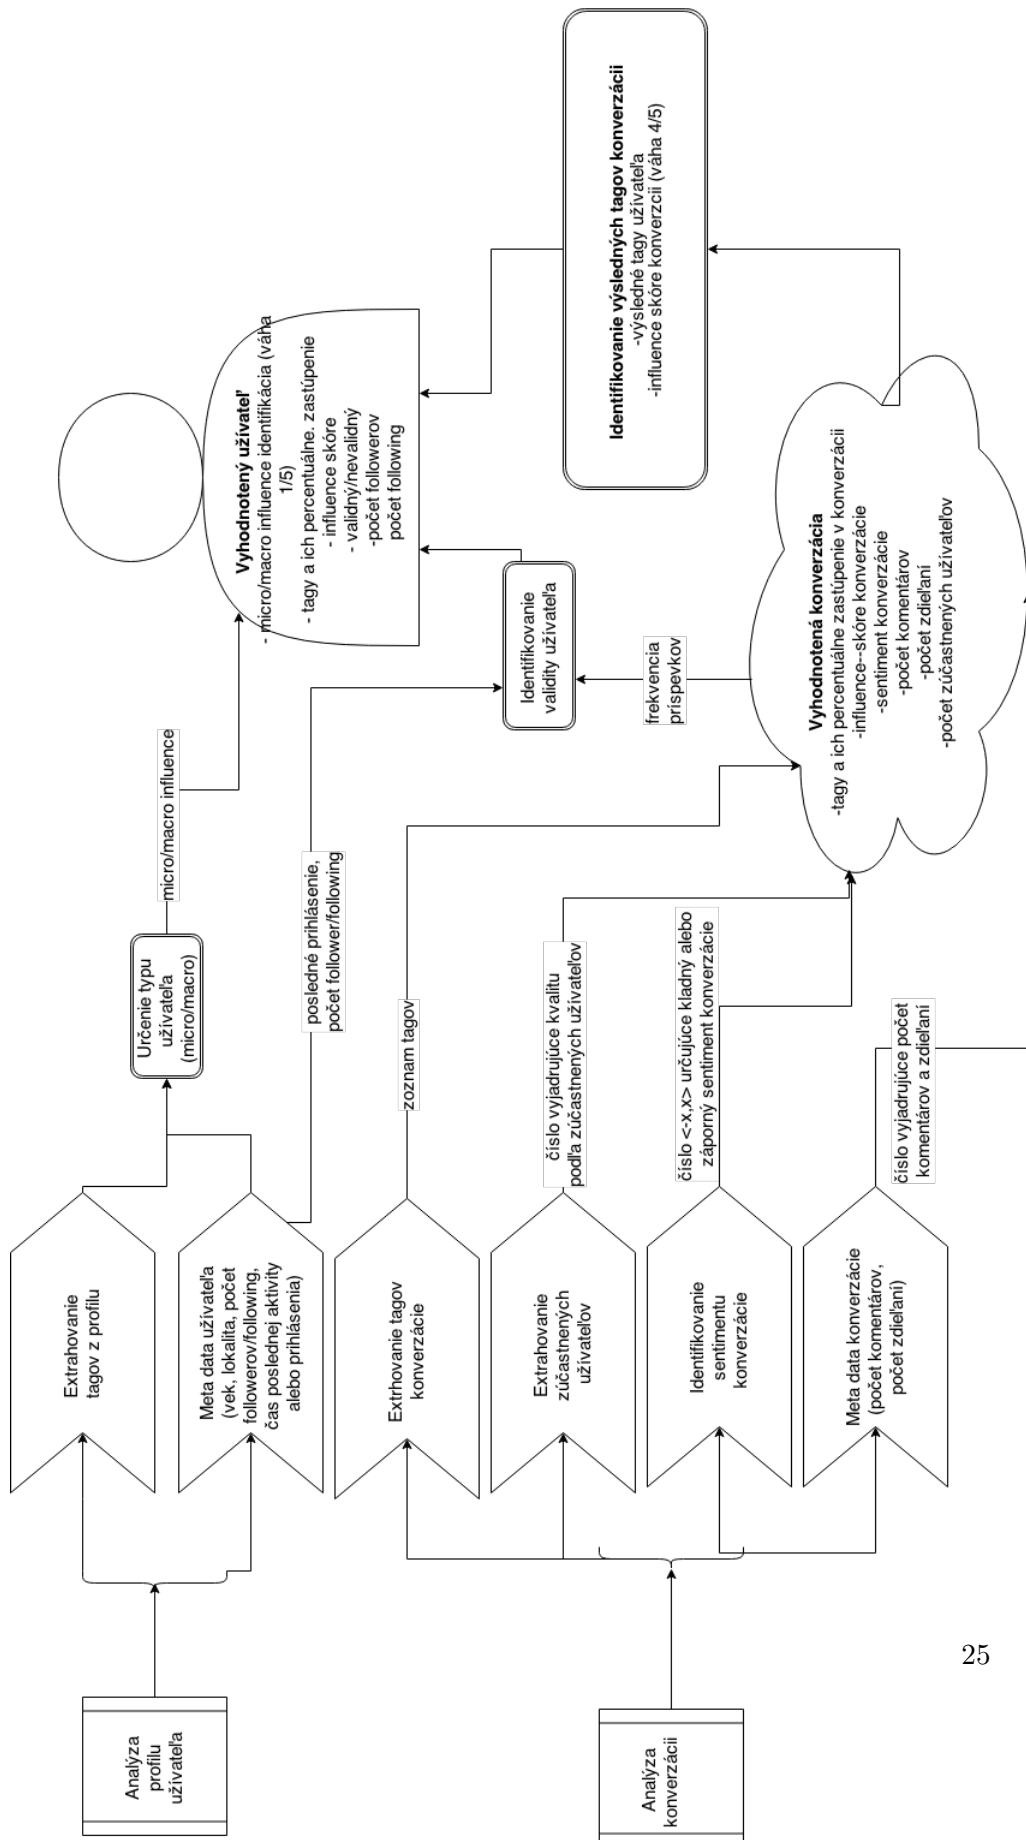 Analýza
profilu
užívateľa
Extrahovanie
tagov z profilu
Meta data užívateľa
(vek, lokalita, počet
followerov/following,
čas poslednej aktivity
alebo prihlásenia)
Určenie typu
užívateľa
(micro/macro)
micro/macro influence
posledné prihlásenie,
počet follower/following
Vyhodnotený užívateľ
- micro/macro influence identifikácia (váha
1/5)
- tagy a ich percentuálne. zastúpenie
- influence skóre
- validný/nevalidný
-počet followerov
počet following
Identifikovanie
validity užívateľa
frekvencia
príspevkov
Identifikovanie výsledných tagov konverzácii
-výsledné tagy užívateľa
-influence skóre konverzcii (váha 4/5)
Analýza
konverzácii
Extrhovanie tagov
konverzácie
Extrahovanie
zúčastnených
užívateľov
Identifikovanie
sentimentu
konverzácie
Meta data konverzácie
(počet komentárov,
počet zdieľaní)
zoznam tagov
číslo vyjadrujúce kvalitu
podľa zúčastnených užívateľov
číslo <-x,x> určujúce kladný alebo
záporný sentiment konverzácie
číslo vyjadrujúce počet
komentárov a zdieľaní
Vyhodnotená konverzácia
-tagy a ich percentuálne zastúpenie v konverzácii
-influence--skóre konverzácie
-sentiment konverzácie
-počet komentárov
-počet zdieľaní
-počet zúčastnených užívateľov
25